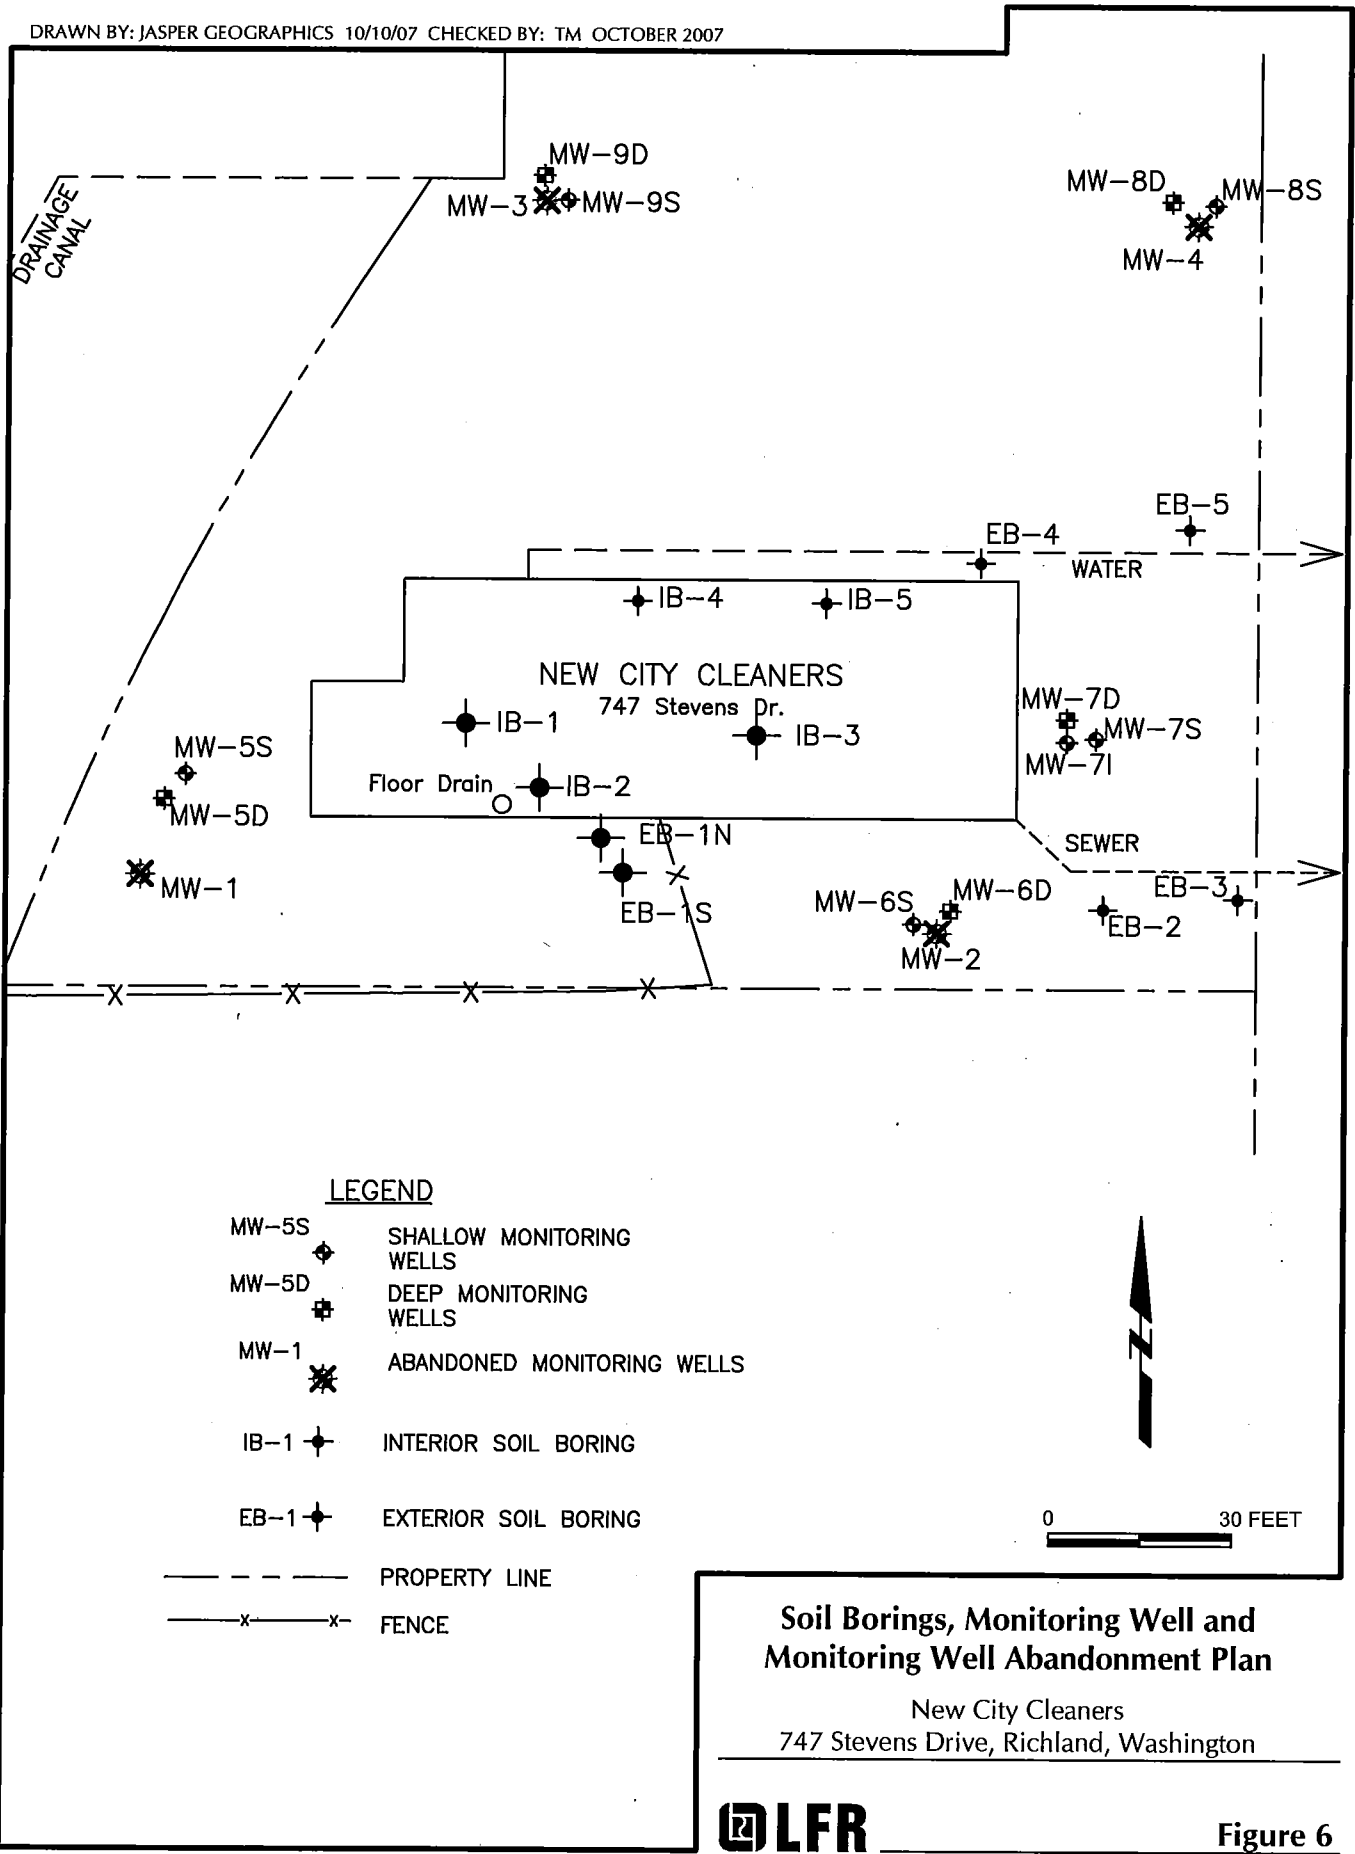 DRAWN BY: JASPER GEOGRAPHICS 10/10/07 CHECKED BY: TM OCTOBER 2007
MW-9D
MW-3
MW-9S
MW-8D
MW-8S
MW-4
DRAINAGE
CANAL
EB-5
EB-4
WATER
IB-4
IB-5
NEW CITY CLEANERS
747 Stevens Dr.
IB-1
IB-3
MW-7D
MW-7S
MW-7I
MW-5S
MW-5D
Floor Drain
IB-2
EB-1N
SEWER
MW-1
EB-1S
MW-6S
MW-6D
MW-2
EB-3
EB-2
X
X
X
X
X
LEGEND
MW-5S
SHALLOW MONITORING
WELLS
MW-5D
DEEP MONITORING
WELLS
MW-1
ABANDONED MONITORING WELLS
IB-1
INTERIOR SOIL BORING
EB-1
EXTERIOR SOIL BORING
PROPERTY LINE
X X
FENCE
N
0 30 FEET
Soil Borings, Monitoring Well and
Monitoring Well Abandonment Plan
New City Cleaners
747 Stevens Drive, Richland, Washington
LFR
Figure 6